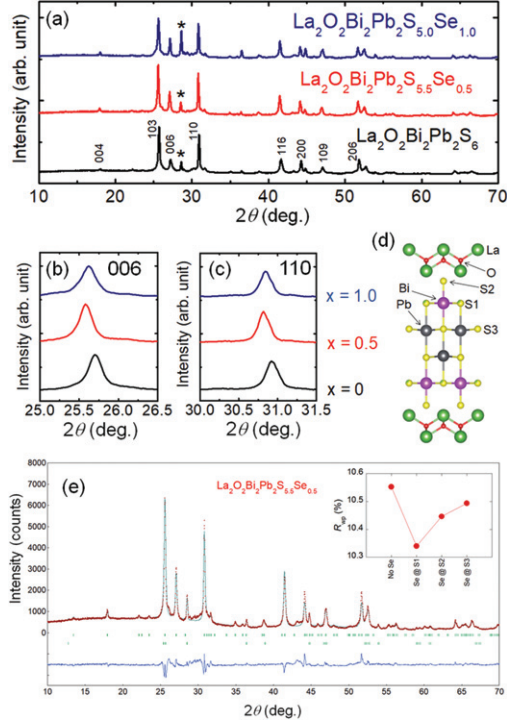 (a)
La₂O₂Bi₂Pb₂S₅.₀Se₁.₀
*
La₂O₂Bi₂Pb₂S₅.₅Se₀.₅
*
La₂O₂Bi₂Pb₂S₆
*
004
103
006
110
116
200
109
206
Intensity (arb. unit)
10 20 30 40 50 60 70
2θ (deg.)
(b) 006
Intensity (arb. unit)
25.0 25.5 26.0 26.5
2θ (deg.)
(c) 110
30.0 30.5 31.0 31.5
2θ (deg.)
x = 1.0
x = 0.5
x = 0
(d)
La
O
S2
Bi
S1
Pb
S3
(e)
La₂O₂Bi₂Pb₂S₅.₅Se₀.₅
Intensity (counts)
8000
7000
6000
5000
4000
3000
2000
1000
0
10 15 20 25 30 35 40 45 50 55 60 65 70
2θ (deg.)
Rwp (%)
10.6
10.5
10.4
10.3
No Se
Se @ S1
Se @ S2
Se @ S3